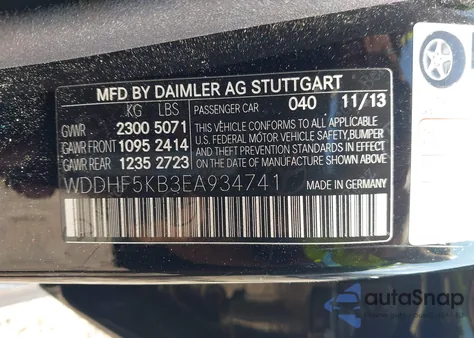 MFD BY DAIMLER AG STUTTGART
KG LBS PASSENGER CAR 040 11/13
GVWR 2300 5071 THIS VEHICLE CONFORMS TO ALL APPLICABLE
GAWR FRONT 1095 2414 U.S. FEDERAL MOTOR VEHICLE SAFETY, BUMPER
GAWR REAR 1235 2723 AND THEFT PREVENTION STANDARDS IN EFFECT ON THE DATE OF MANUFACTURE SHOWN ABOVE.
WDDHF5KB3EA934741 MADE IN GERMANY
autoSnap